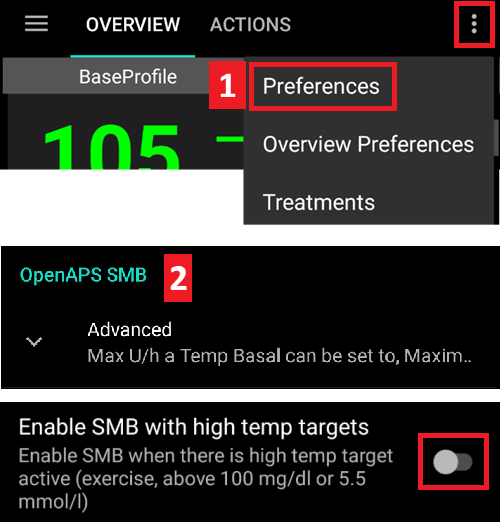 OVERVIEW ACTIONS
BaseProfile
1 Preferences
105
Overview Preferences
Treatments
OpenAPS SMB 2
Advanced
Max U/h a Temp Basal can be set to, Maxim..
Enable SMB with high temp targets
Enable SMB when there is high temp target
active (exercise, above 100 mg/dl or 5.5
mmol/l)